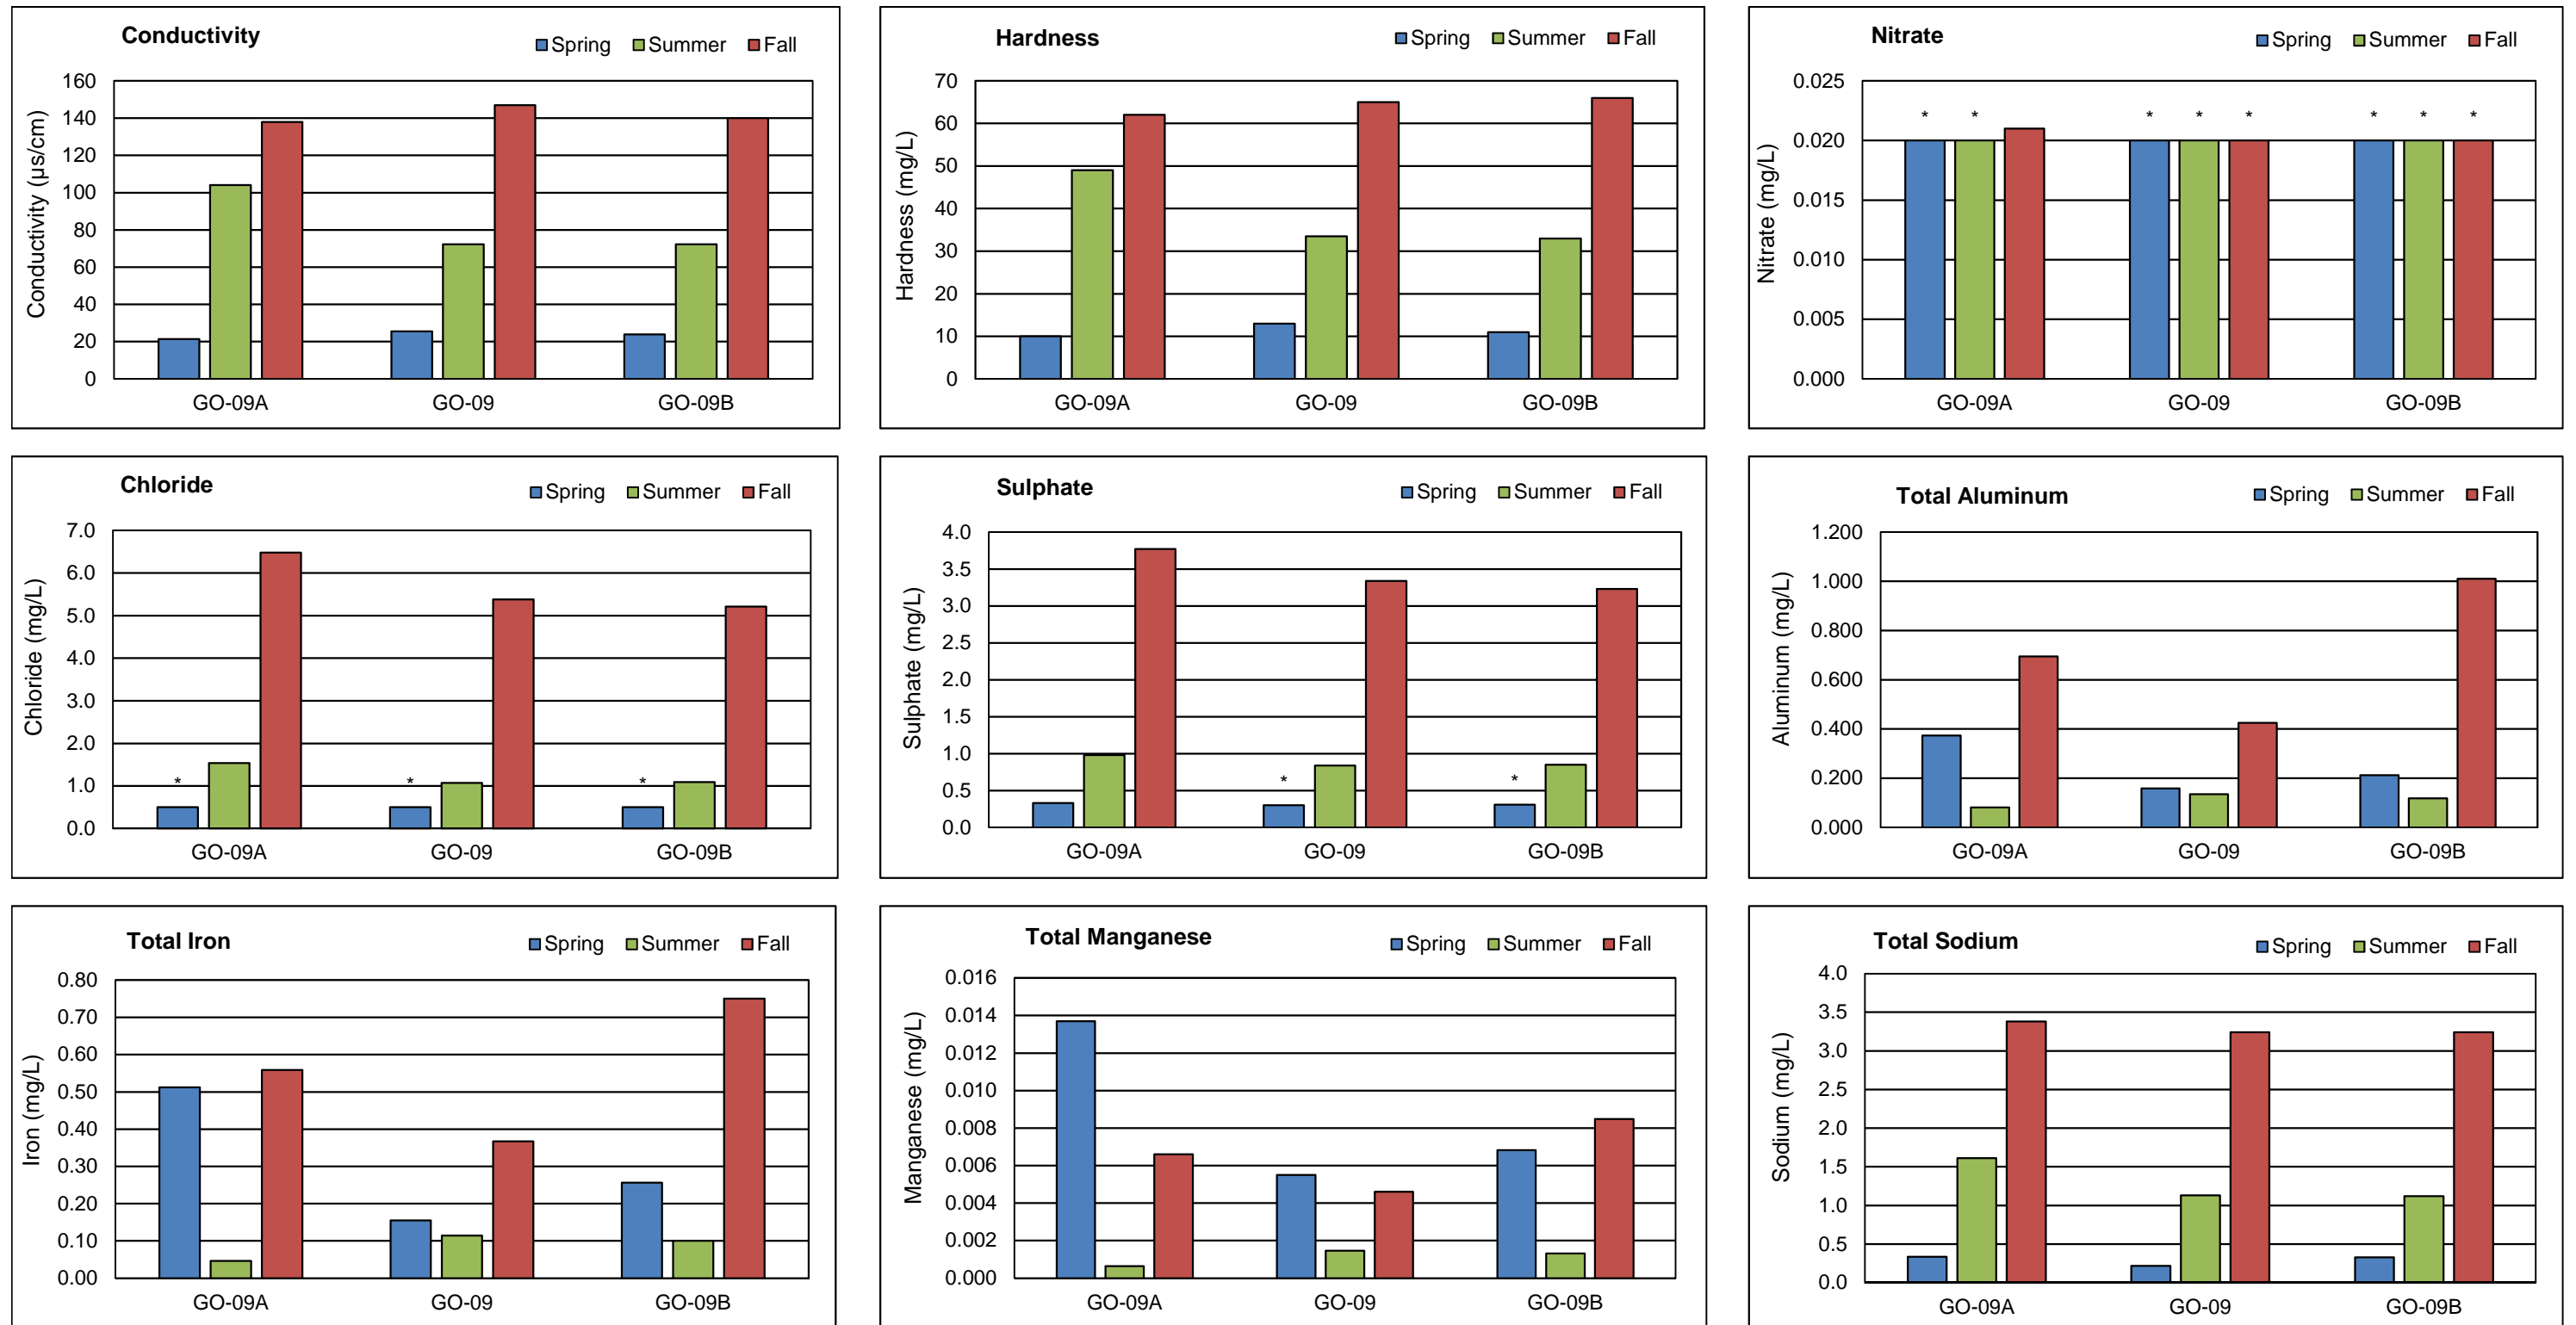 Conductivity
Spring Summer Fall
Conductivity (µs/cm)
160
140
120
100
80
60
40
20
0
GO-09A GO-09 GO-09B
Hardness
Spring Summer Fall
Hardness (mg/L)
70
60
50
40
30
20
10
0
GO-09A GO-09 GO-09B
Nitrate
Spring Summer Fall
Nitrate (mg/L)
0.025
* * * * * * * *
0.020
0.015
0.010
0.005
0.000
GO-09A GO-09 GO-09B
Chloride
Spring Summer Fall
Chloride (mg/L)
7.0
6.0
5.0
4.0
3.0
2.0
1.0
* * *
0.0
GO-09A GO-09 GO-09B
Sulphate
Spring Summer Fall
Sulphate (mg/L)
4.0
3.5
3.0
2.5
2.0
1.5
1.0
* *
0.5
0.0
GO-09A GO-09 GO-09B
Total Aluminum
Spring Summer Fall
Aluminum (mg/L)
1.200
1.000
0.800
0.600
0.400
0.200
0.000
GO-09A GO-09 GO-09B
Total Iron
Spring Summer Fall
Iron (mg/L)
0.80
0.70
0.60
0.50
0.40
0.30
0.20
0.10
0.00
GO-09A GO-09 GO-09B
Total Manganese
Spring Summer Fall
Manganese (mg/L)
0.016
0.014
0.012
0.010
0.008
0.006
0.004
0.002
0.000
GO-09A GO-09 GO-09B
Total Sodium
Spring Summer Fall
Sodium (mg/L)
4.0
3.5
3.0
2.5
2.0
1.5
1.0
0.5
0.0
GO-09A GO-09 GO-09B